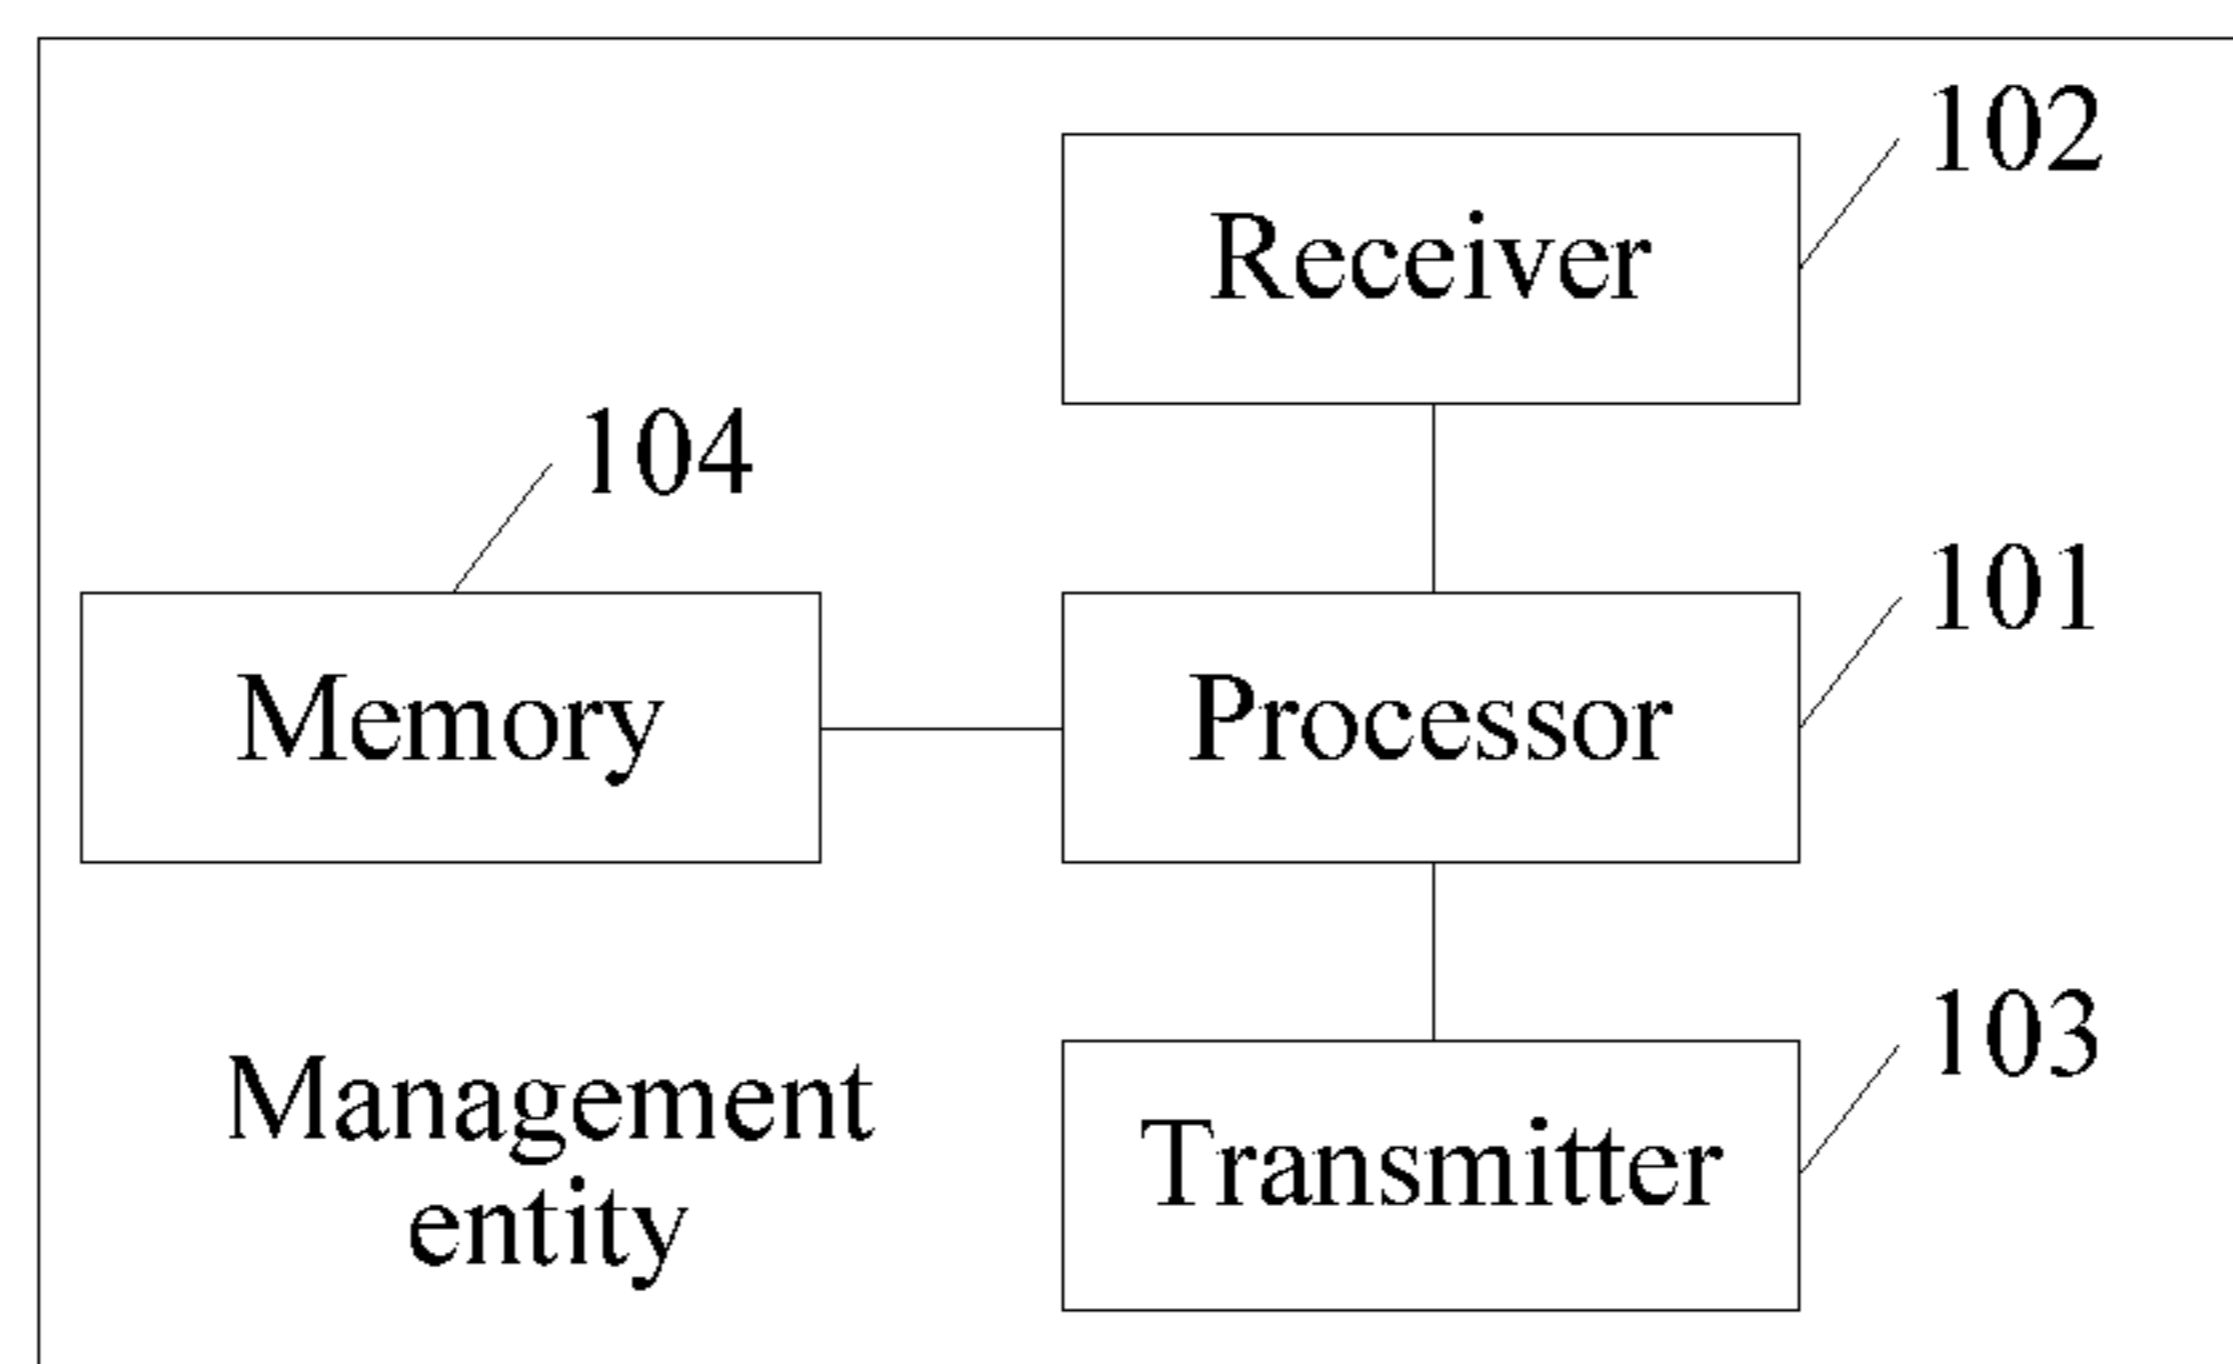 102
Receiver
104
101
Memory
Processor
103
Management
entity
Transmitter